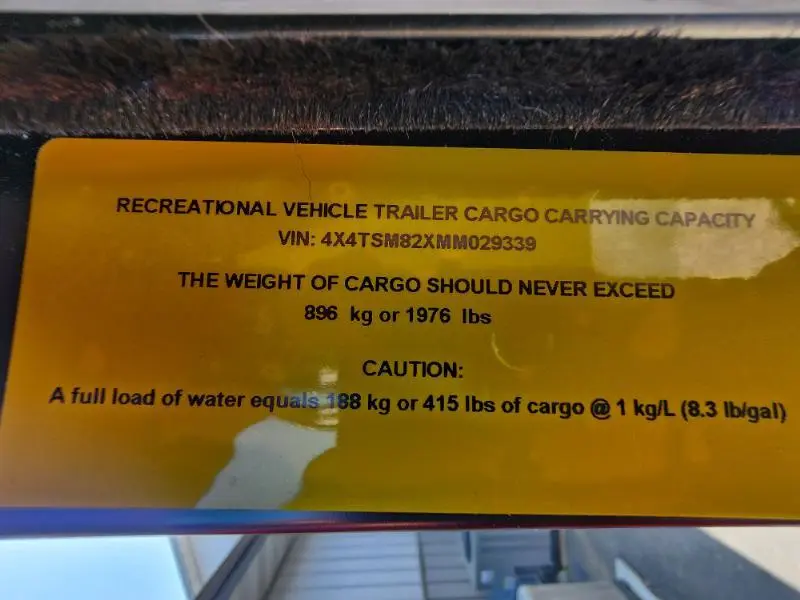 RECREATIONAL VEHICLE TRAILER CARGO CARRYING CAPACITY
VIN: 4X4TSM82XMM029339
THE WEIGHT OF CARGO SHOULD NEVER EXCEED
896 kg or 1976 lbs
CAUTION:
A full load of water equals 188 kg or 415 lbs of cargo @ 1 kg/L (8.3 lb/gal)